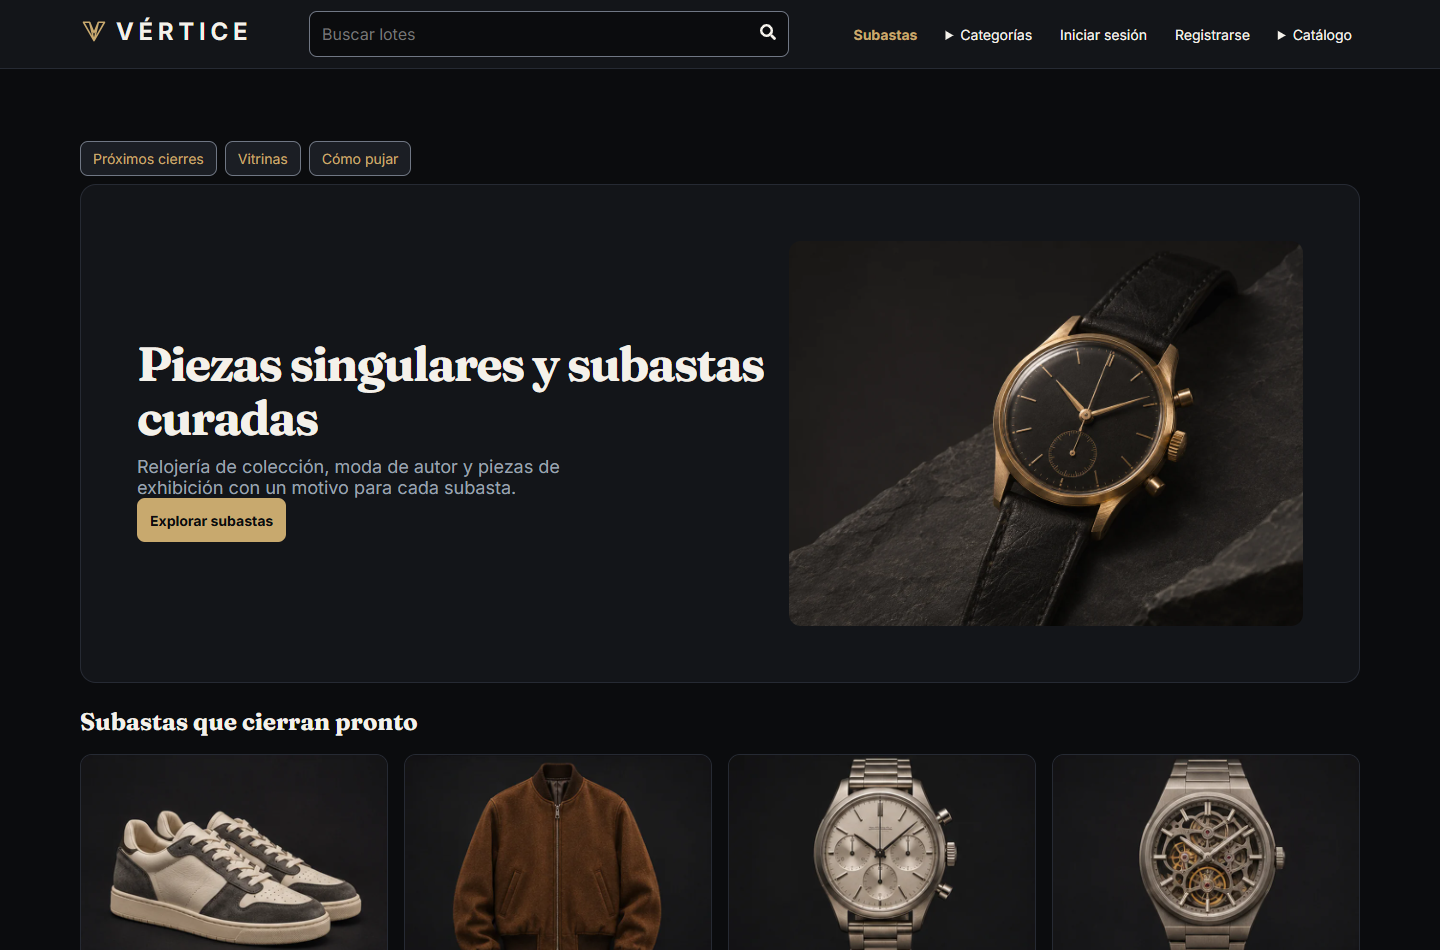 VÉRTICE
Buscar lotes
Subastas
Categorías
Iniciar sesión
Registrarse
Catálogo
Próximos cierres
Vitrinas
Cómo pujar
Piezas singulares y subastas
curadas
Relojería de colección, moda de autor y piezas de
exhibición con un motivo para cada subasta.
Explorar subastas
Subastas que cierran pronto